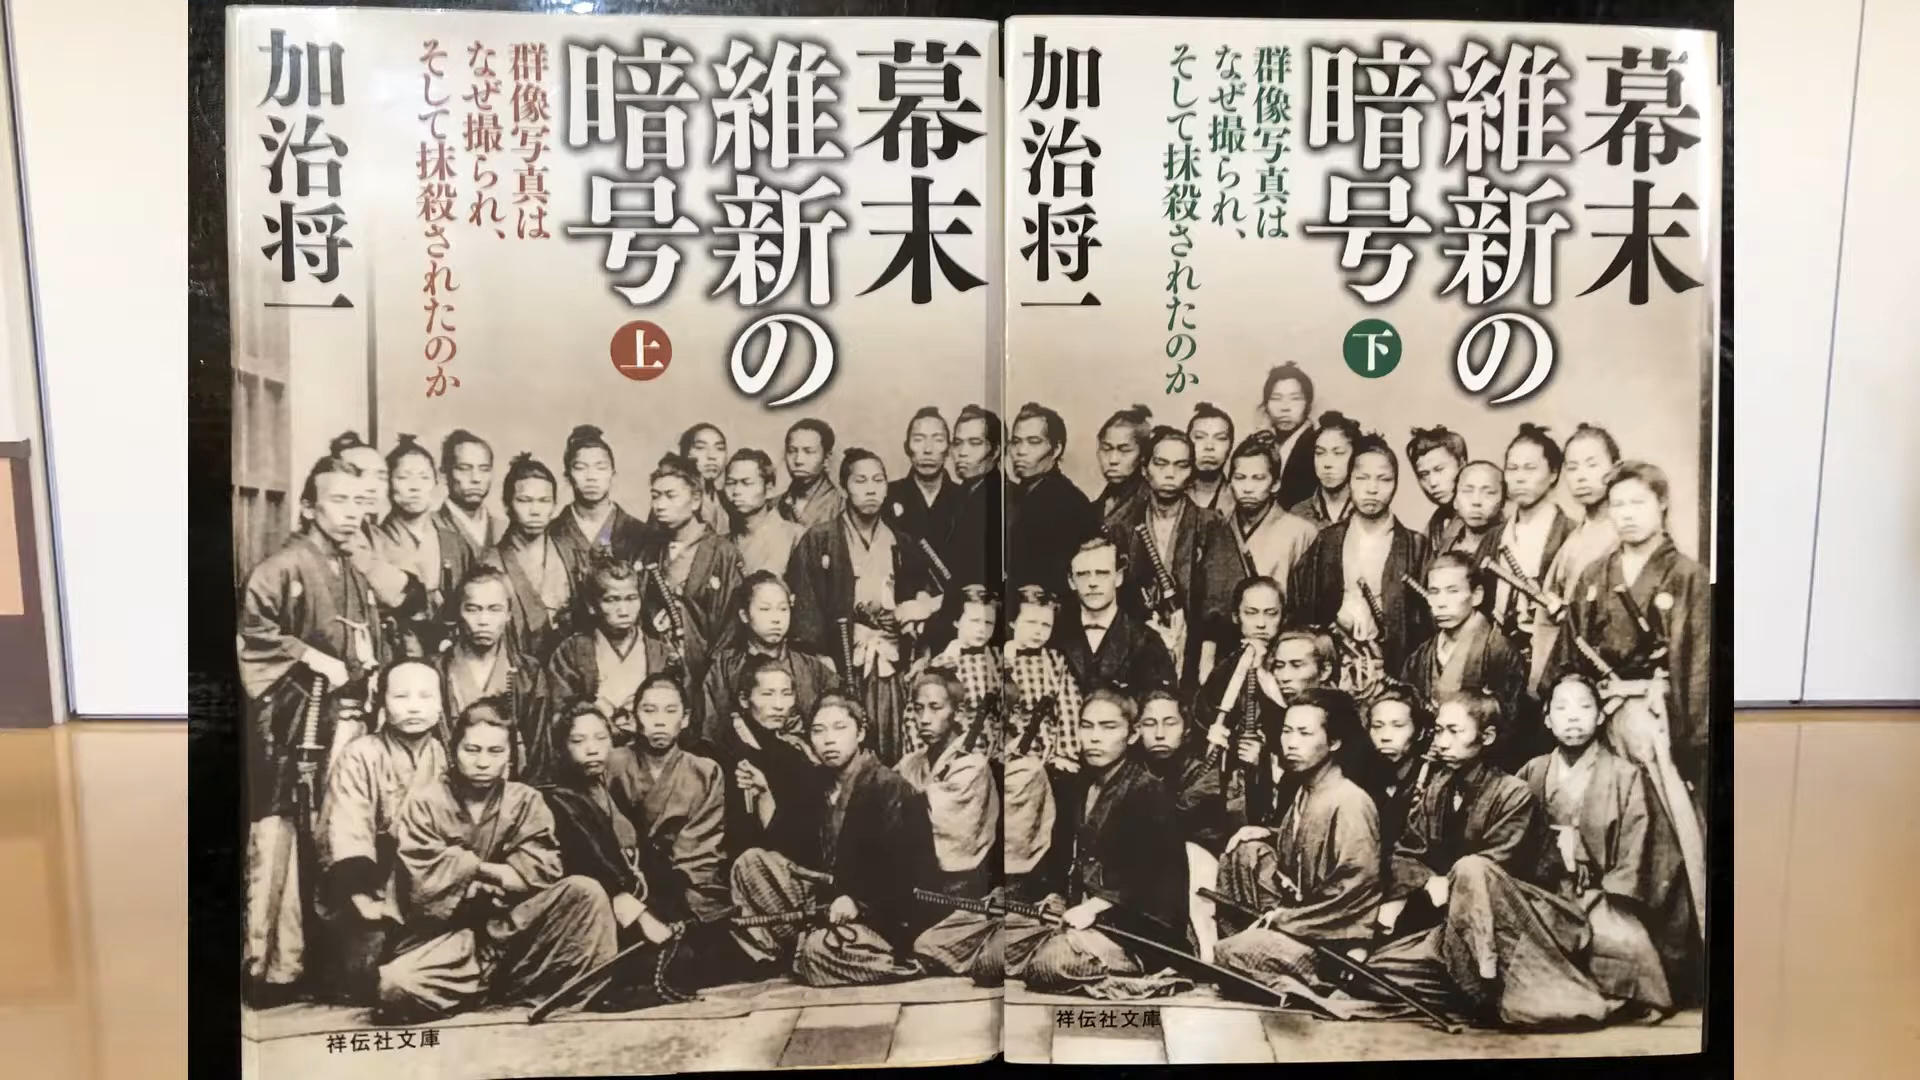 幕末
維新の
暗号
上
群像写真は
なぜ撮られ、
そして抹殺されたのか
加治将一
祥伝社文庫
幕末
維新の
暗号
下
群像写真は
なぜ撮られ、
そして抹殺されたのか
加治将一
祥伝社文庫